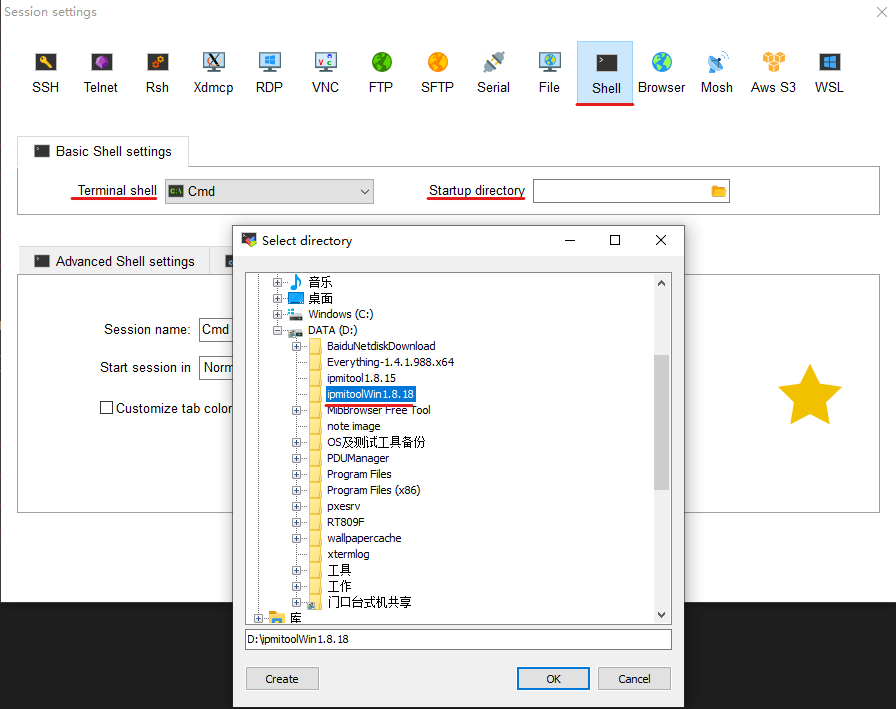 Session settings
SSH Telnet Rsh Xdmcp RDP VNC FTP SFTP Serial File Shell Browser Mosh Aws S3 WSL
Basic Shell settings
Terminal shell C:\ Cmd Startup directory
Select directory
Advanced Shell settings
音乐
桌面
Windows (C:)
DATA (D:)
Session name: Cmd
BaiduNetdiskDownload
Everything-1.4.1.988.x64
Start session in Norm
ipmitool1.8.15
ipmitoolWin1.8.18
Customize tab color
MibBrowser Free Tool
note image
OS及测试工具备份
PDUManager
Program Files
Program Files (x86)
pxesrv
RT809F
wallpapercache
xtermlog
工具
工作
门口台式机共享
库
D:\ipmitoolWin1.8.18
Create OK Cancel